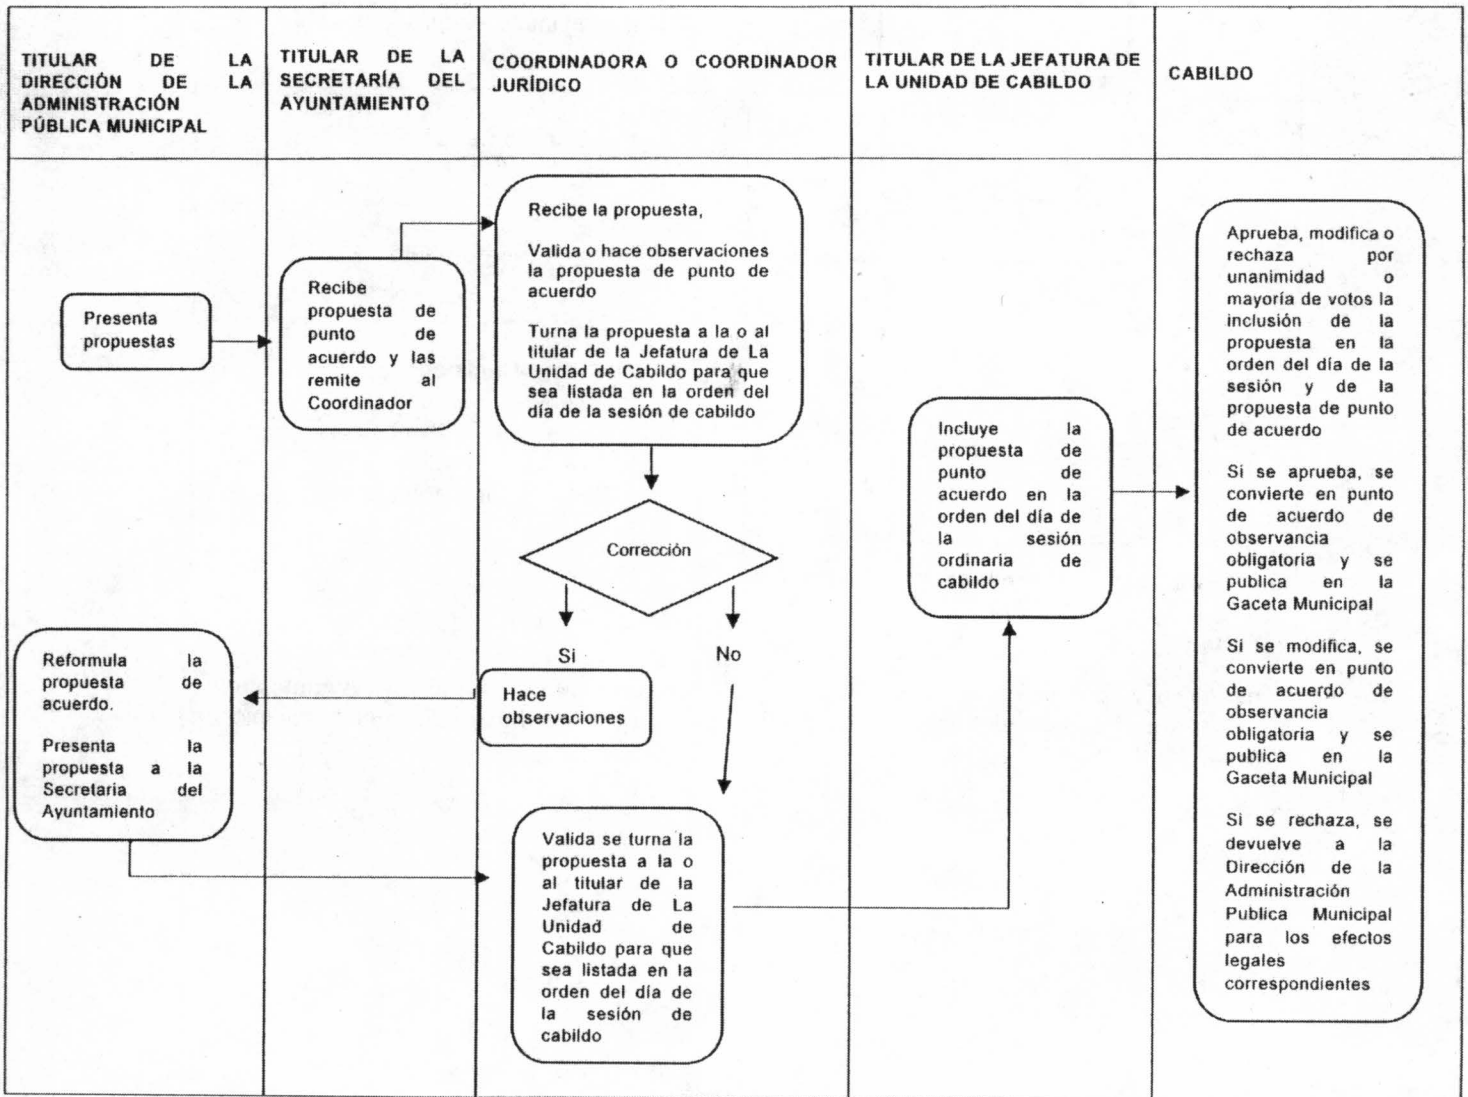 TITULAR DE LA
DIRECCIÓN DE LA
ADMINISTRACIÓN
PÚBLICA MUNICIPAL
TITULAR DE LA
SECRETARÍA DEL
AYUNTAMIENTO
COORDINADORA O COORDINADOR
JURÍDICO
TITULAR DE LA JEFATURA DE
LA UNIDAD DE CABILDO
CABILDO
Presenta
propuestas
Recibe
propuesta de
punto de
acuerdo y las
remite al
Coordinador
Recibe la propuesta,
Valida o hace observaciones
la propuesta de punto de
acuerdo
Turna la propuesta a la o al
titular de la Jefatura de La
Unidad de Cabildo para que
sea listada en la orden del
día de la sesión de cabildo
Corrección
Si
No
Hace
observaciones
Reformula la
propuesta de
acuerdo.
Presenta la
propuesta a la
Secretaria del
Ayuntamiento
Valida se turna la
propuesta a la o
al titular de la
Jefatura de La
Unidad de
Cabildo para que
sea listada en la
orden del día de
la sesión de
cabildo
Incluye la
propuesta de
punto de
acuerdo en la
orden del día de
la sesión
ordinaria de
cabildo
Aprueba, modifica o
rechaza por
unanimidad o
mayoría de votos la
inclusión de la
propuesta en la
orden del día de la
sesión y de la
propuesta de punto
de acuerdo
Si se aprueba, se
convierte en punto
de acuerdo de
observancia
obligatoria y se
publica en la
Gaceta Municipal
Si se modifica, se
convierte en punto
de acuerdo de
observancia
obligatoria y se
publica en la
Gaceta Municipal
Si se rechaza, se
devuelve a la
Dirección de la
Administración
Publica Municipal
para los efectos
legales
correspondientes